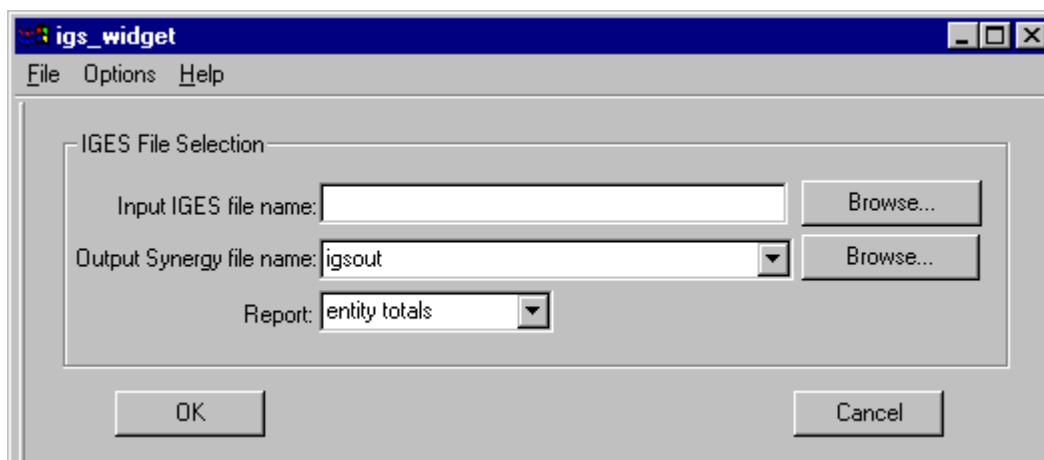 igs_widget
File Options Help
IGES File Selection
Input IGES file name: Browse...
Output Synergy file name: igsout Browse...
Report: entity totals
OK Cancel